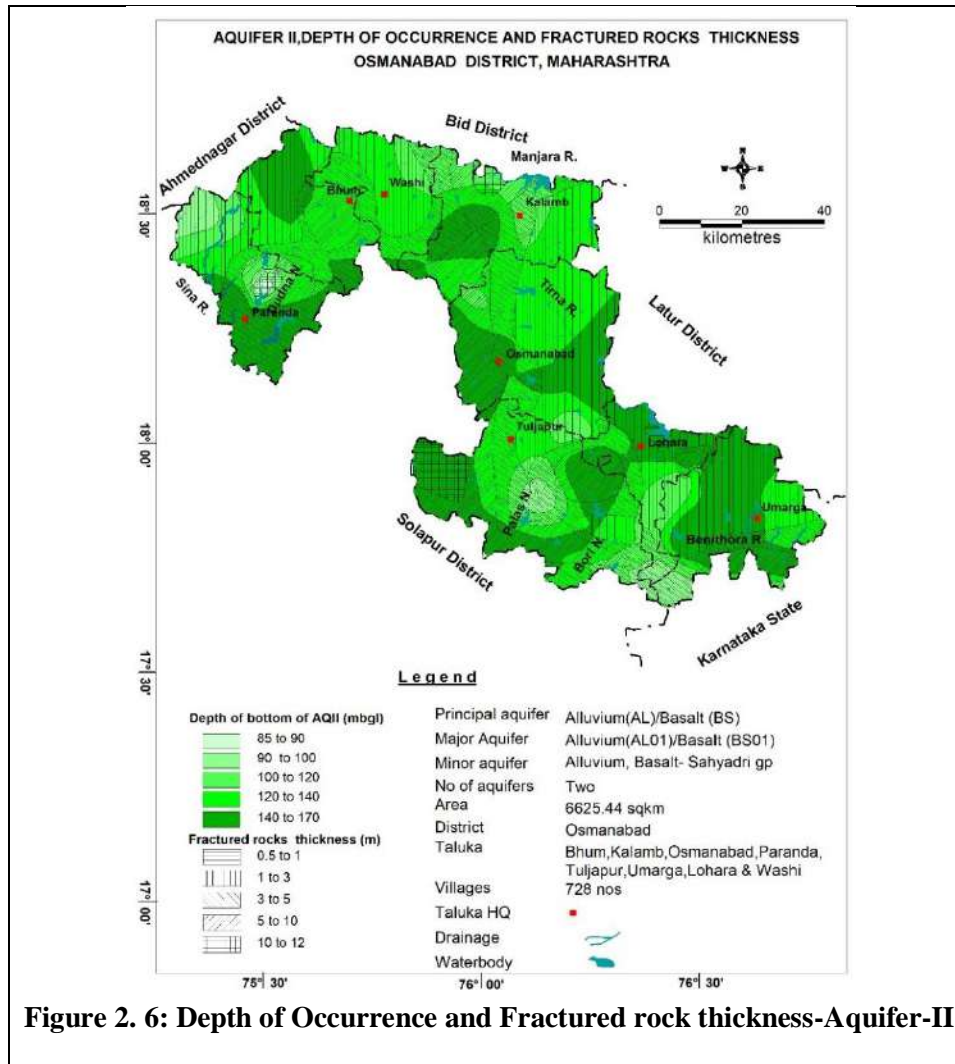 AQUIFER II,DEPTH OF OCCURRENCE AND FRACTURED ROCKS THICKNESS
OSMANABAD DISTRICT, MAHARASHTRA
Ahmednagar District
Bid District
Manjara R.
N
W E
S
Bhum
Washi
Kalamb
18° 30'
0 20 40
kilometres
Sina R.
Dudna N.
Parenda
Tirna R.
Latur District
Osmanabad
18° 00'
Tuljapur
Lohara
Palas N.
Umarga
Solapur District
Bori N.
Benithora R.
Karnataka State
17° 30'
Legend
Depth of bottom of AQII (mbgl)
85 to 90
90 to 100
100 to 120
120 to 140
140 to 170
Fractured rocks thickness (m)
0.5 to 1
1 to 3
3 to 5
5 to 10
10 to 12
Principal aquifer Alluvium(AL)/Basalt (BS)
Major Aquifer Alluvium(AL01)/Basalt (BS01)
Minor aquifer Alluvium, Basalt- Sahyadri gp
No of aquifers Two
Area 6625.44 sqkm
District Osmanabad
Taluka Bhum,Kalamb,Osmanabad,Paranda,
Tuljapur,Umarga,Lohara & Washi
Villages 728 nos
Taluka HQ
Drainage
Waterbody
17° 00'
75° 30' 76° 00' 76° 30'
Figure 2. 6: Depth of Occurrence and Fractured rock thickness-Aquifer-II